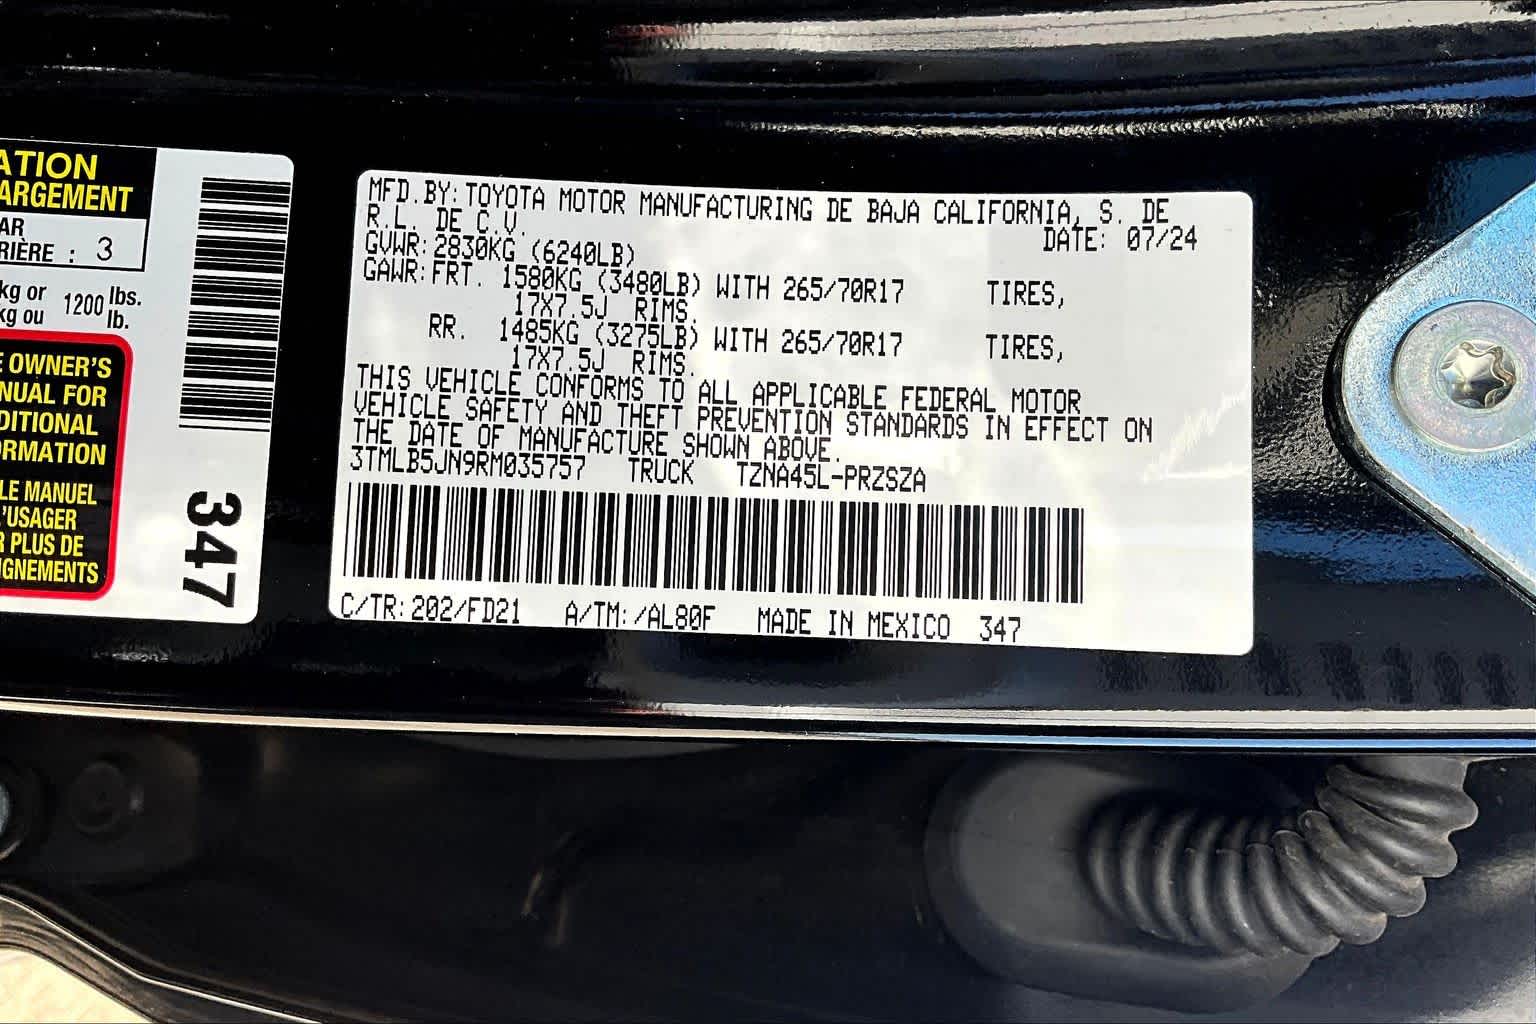 ATION
ARGEMENT
AR
RIÈRE : 3
kg or 1200 lbs.
kg ou lb.
E OWNER'S
NUAL FOR
DITIONAL
ORMATION
LE MANUEL
L'USAGER
R PLUS DE
IGNEMENTS
347
MFD.BY: TOYOTA MOTOR MANUFACTURING DE BAJA CALIFORNIA, S. DE
R.L. DE C.V. DATE: 07/24
GVWR: 2830KG (6240LB)
GAWR: FRT. 1580KG (3480LB) WITH 265/70R17 TIRES,
17X7.5J RIMS.
RR. 1485KG (3275LB) WITH 265/70R17 TIRES,
17X7.5J RIMS.
THIS VEHICLE CONFORMS TO ALL APPLICABLE FEDERAL MOTOR
VEHICLE SAFETY AND THEFT PREVENTION STANDARDS IN EFFECT ON
THE DATE OF MANUFACTURE SHOWN ABOVE.
3TMLB5JN9RM035757 TRUCK TZNA45L-PRZSZA
C/TR: 202/FD21 A/TM: /AL80F MADE IN MEXICO 347